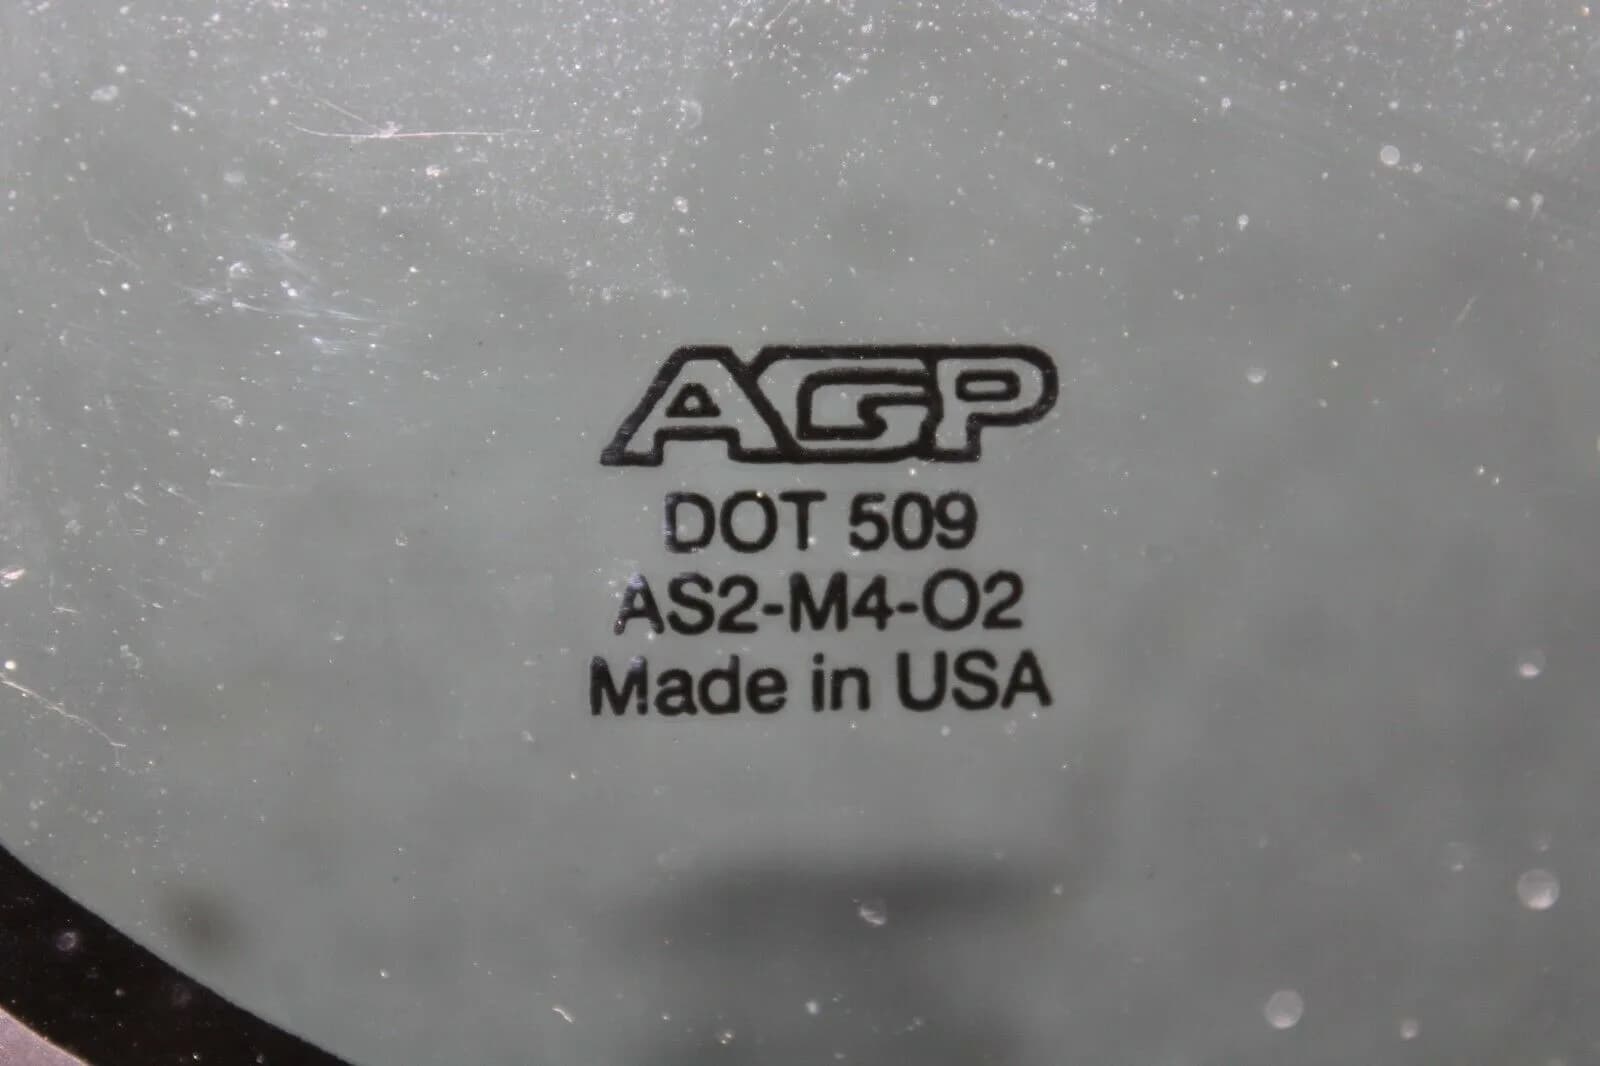 AGP
DOT 509
AS2-M4-O2
Made in USA